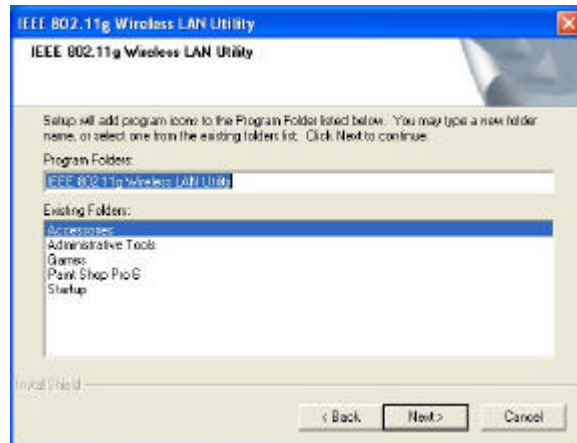 IEEE 802.11g Wireless LAN Utility
IEEE 802.11g Wireless LAN Utility
Setup will add program icons to the Program Folder listed below. You may type a new folder
name, or select one from the existing folders list. Click Next to continue.
Program Folders:
IEEE 802.11g Wireless LAN Utility
Existing Folders:
Accessories
Administrative Tools
Games
Paint Shop Pro 6
Startup
InstallShield
< Back
Next >
Cancel